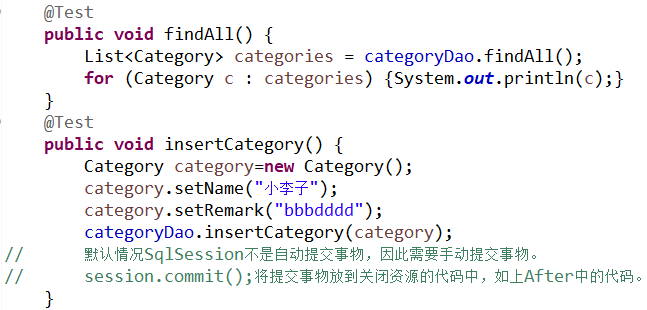 @Test
public void findAll() {
List<Category> categories = categoryDao.findAll();
for (Category c : categories) {System.out.println(c);}
}
@Test
public void insertCategory() {
Category category=new Category();
category.setName("小李子");
category.setRemark("bbbdddd");
categoryDao.insertCategory(category);
// 默认情况SqlSession不是自动提交事物，因此需要手动提交事物。
// session.commit();将提交事物放到关闭资源的代码中，如上After中的代码。
}